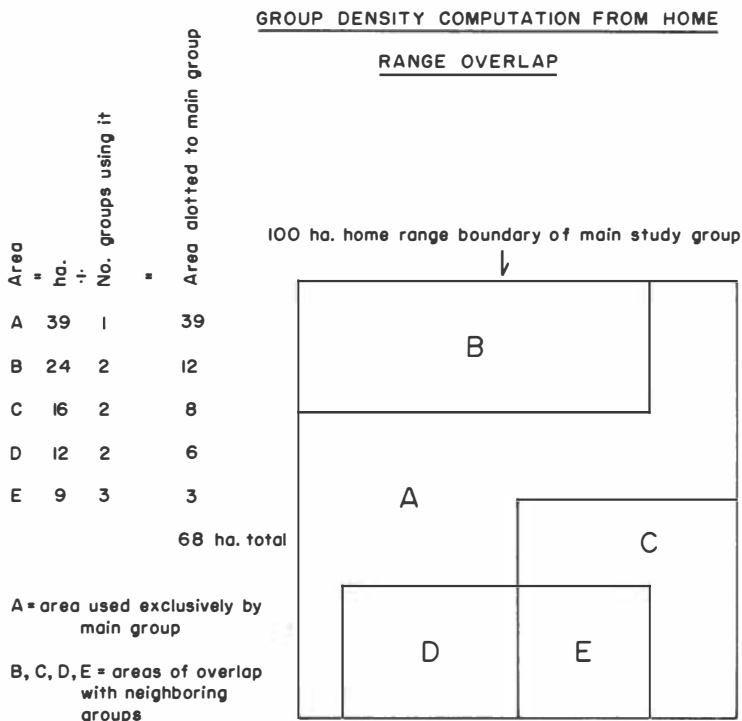 GROUP DENSITY COMPUTATION FROM HOME
RANGE OVERLAP
Area = ha. ÷ No. groups using it = Area alotted to main group
A 39 1 39
B 24 2 12
C 16 2 8
D 12 2 6
E 9 3 3
68 ha. total
A = area used exclusively by
main group
B, C, D, E = areas of overlap
with neighboring
groups
100 ha. home range boundary of main study group
B
A
C
D
E